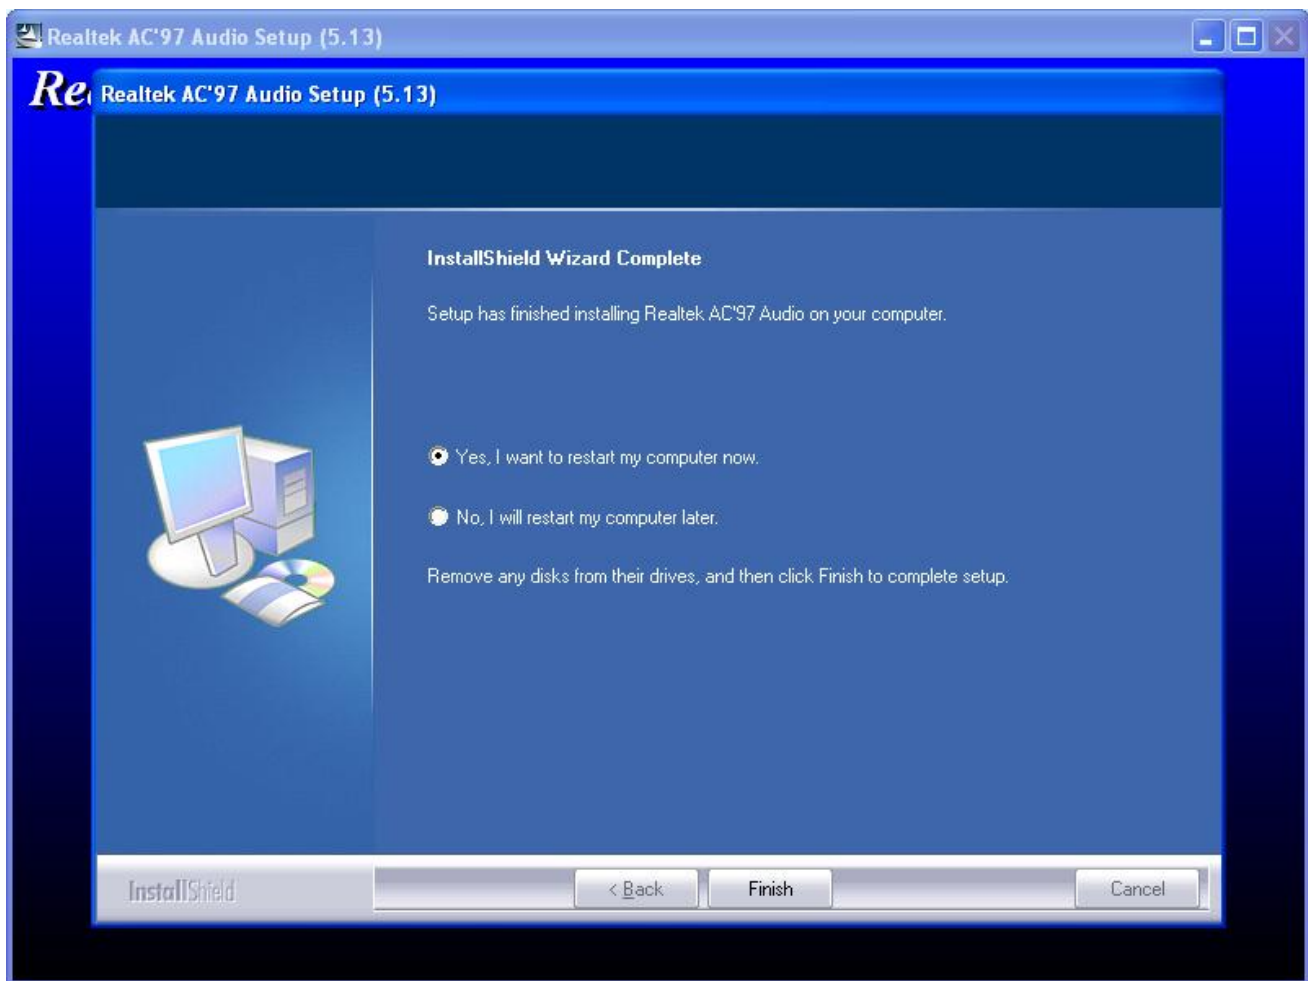 Realtek AC'97 Audio Setup (5.13)
Re
Realtek AC'97 Audio Setup (5.13)
InstallShield Wizard Complete
Setup has finished installing Realtek AC'97 Audio on your computer.
Yes, I want to restart my computer now.
No, I will restart my computer later.
Remove any disks from their drives, and then click Finish to complete setup.
InstallShield
< Back
Finish
Cancel